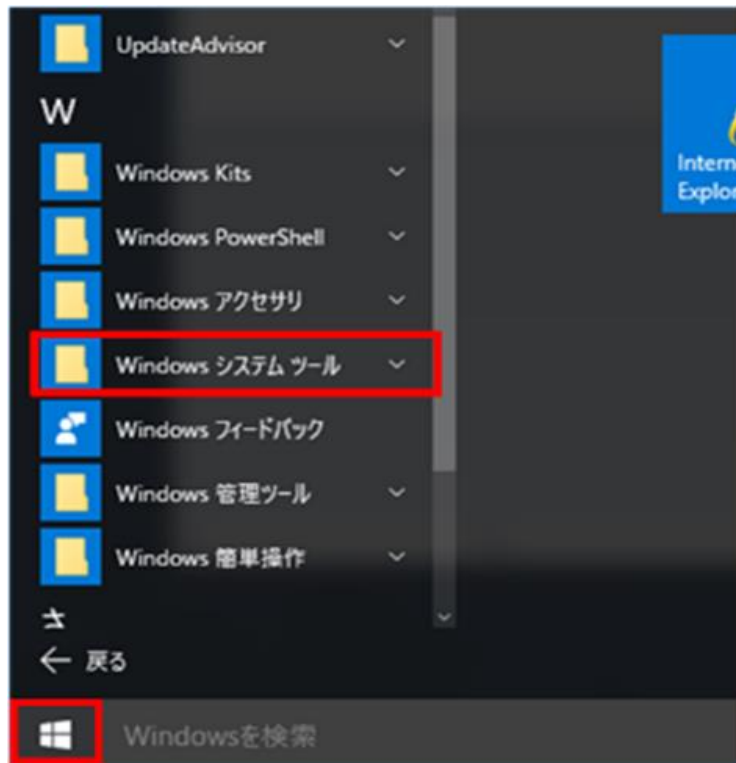 UpdateAdvisor
W
Windows Kits
Windows PowerShell
Windows アクセサリ
Windows システム ツール
Windows フィードバック
Windows 管理ツール
Windows 簡単操作
さ
← 戻る
Windowsを検索
Intern
Explor